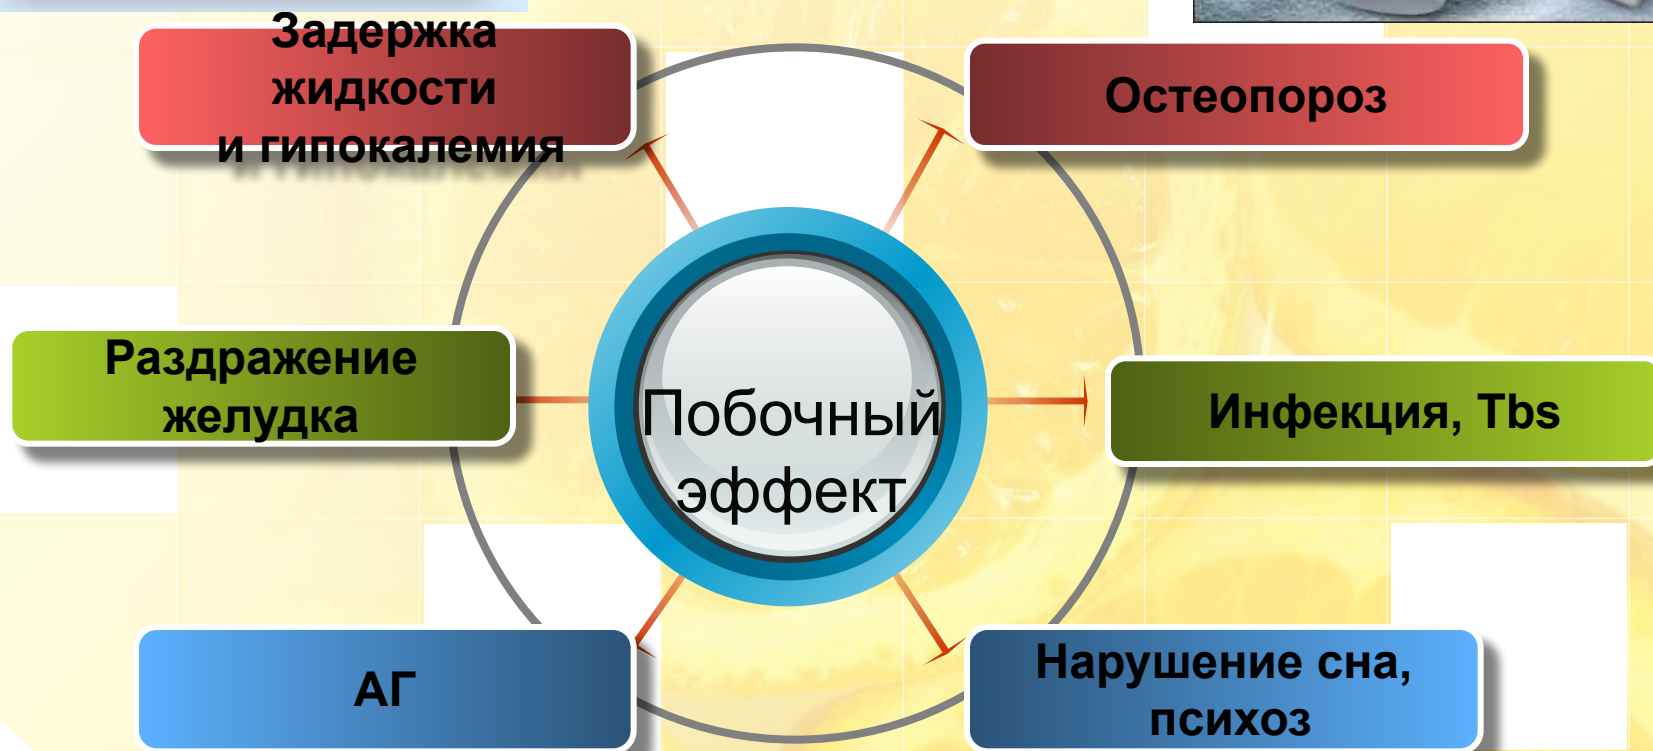 Задержка
жидкости
и гипокалемия
Остеопороз
Раздражение
желудка
Побочный
эффект
Инфекция, Tbs
АГ
Нарушение сна,
психоз